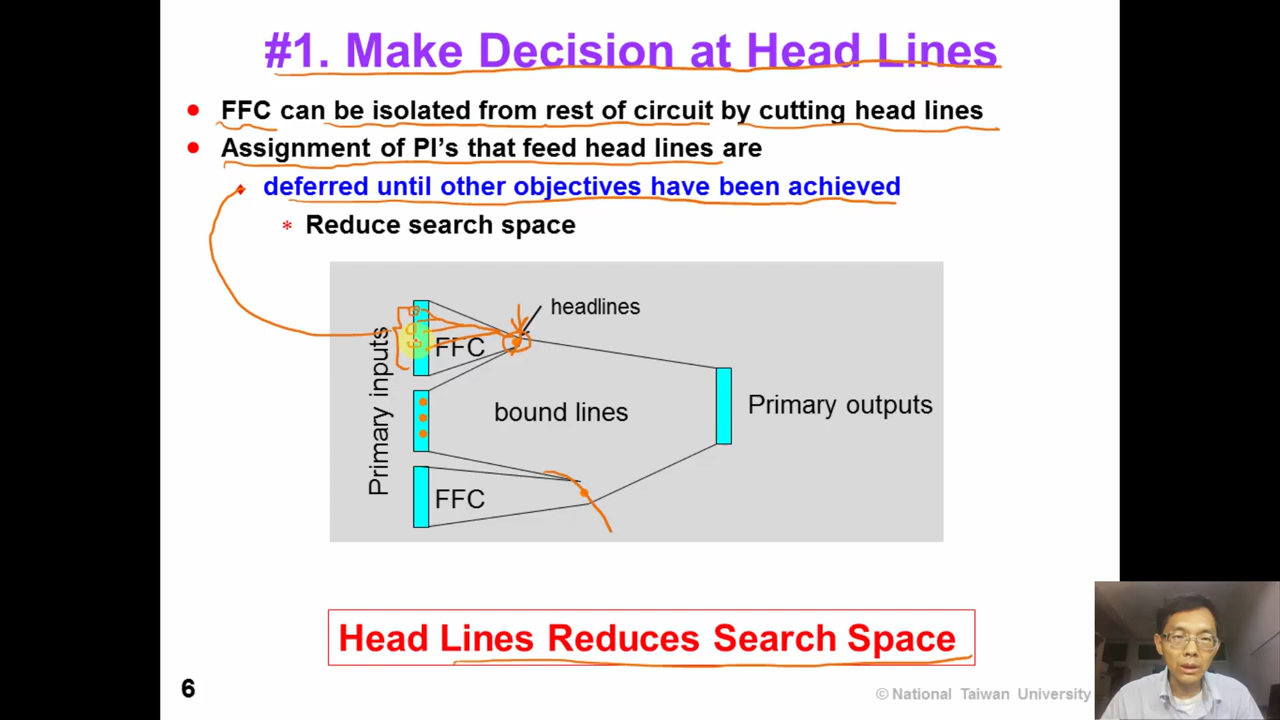 #1. Make Decision at Head Lines
• FFC can be isolated from rest of circuit by cutting head lines
• Assignment of PI's that feed head lines are
deferred until other objectives have been achieved
* Reduce search space
headlines
FFC
Primary inputs
bound lines
Primary outputs
FFC
Head Lines Reduces Search Space
6
© National Taiwan University